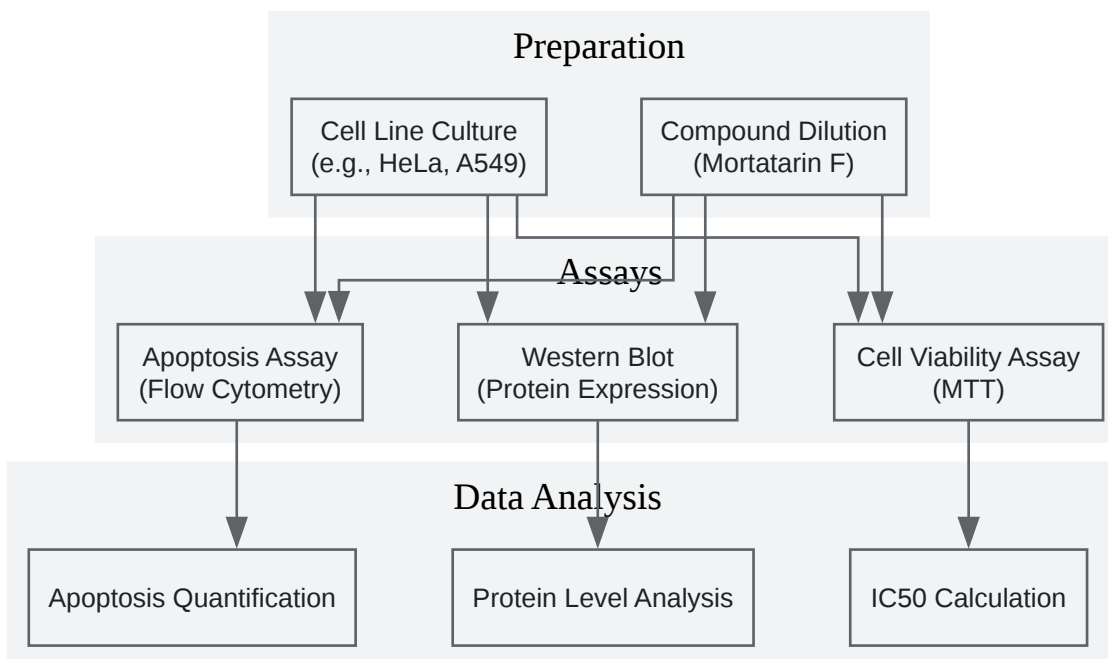 Preparation
Cell Line Culture
(e.g., HeLa, A549)
Compound Dilution
(Mortatarin F)
Assays
Apoptosis Assay
(Flow Cytometry)
Western Blot
(Protein Expression)
Cell Viability Assay
(MTT)
Data Analysis
Apoptosis Quantification
Protein Level Analysis
IC50 Calculation